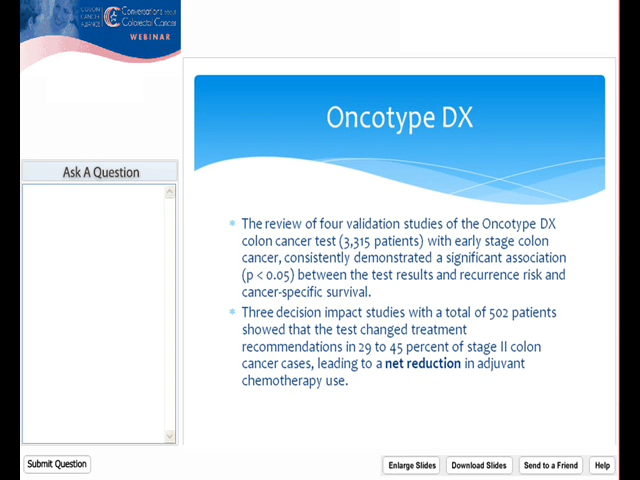 COLON
CANCER
ALLIANCE
Conversations about
Colorectal Cancer
WEBINAR
Oncotype DX
Ask A Question
* The review of four validation studies of the Oncotype DX
colon cancer test (3,315 patients) with early stage colon
cancer, consistently demonstrated a significant association
(p < 0.05) between the test results and recurrence risk and
cancer-specific survival.
* Three decision impact studies with a total of 502 patients
showed that the test changed treatment
recommendations in 29 to 45 percent of stage II colon
cancer cases, leading to a net reduction in adjuvant
chemotherapy use.
Submit Question
Enlarge Slides
Download Slides
Send to a Friend
Help